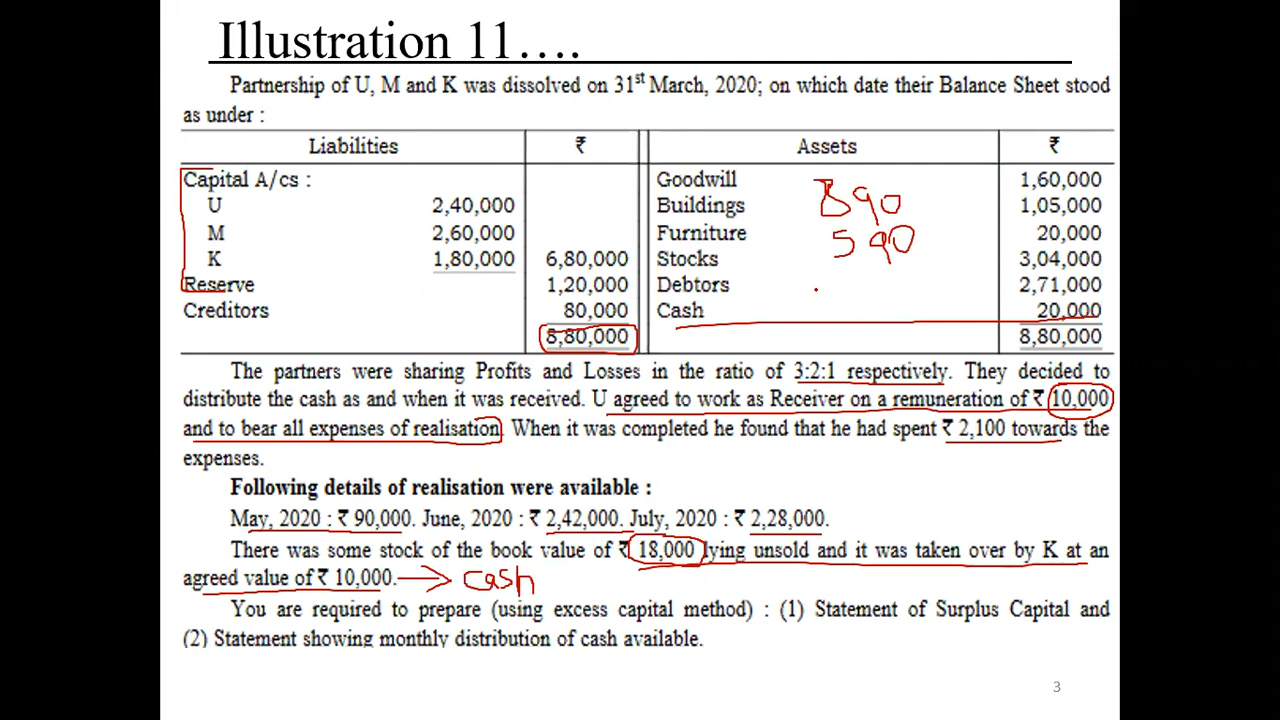 Illustration 11….
Partnership of U, M and K was dissolved on 31st March, 2020; on which date their Balance Sheet stood
as under :
Liabilities ₹ Assets ₹
Capital A/cs : Goodwill 1,60,000
U 2,40,000 Buildings 1,05,000
M 2,60,000 Furniture 20,000
K 1,80,000 6,80,000 Stocks 3,04,000
Reserve 1,20,000 Debtors 2,71,000
Creditors 80,000 Cash 20,000
8,80,000 8,80,000
90
590
The partners were sharing Profits and Losses in the ratio of 3:2:1 respectively. They decided to
distribute the cash as and when it was received. U agreed to work as Receiver on a remuneration of ₹ 10,000
and to bear all expenses of realisation. When it was completed he found that he had spent ₹ 2,100 towards the
expenses.
Following details of realisation were available :
May, 2020 : ₹ 90,000. June, 2020 : ₹ 2,42,000. July, 2020 : ₹ 2,28,000.
There was some stock of the book value of ₹ 18,000 lying unsold and it was taken over by K at an
agreed value of ₹ 10,000. cash
You are required to prepare (using excess capital method) : (1) Statement of Surplus Capital and
(2) Statement showing monthly distribution of cash available.
3